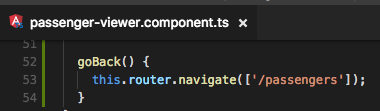 passenger-viewer.component.ts ×
51
52 goBack() {
53 this.router.navigate(['/passengers']);
54 }